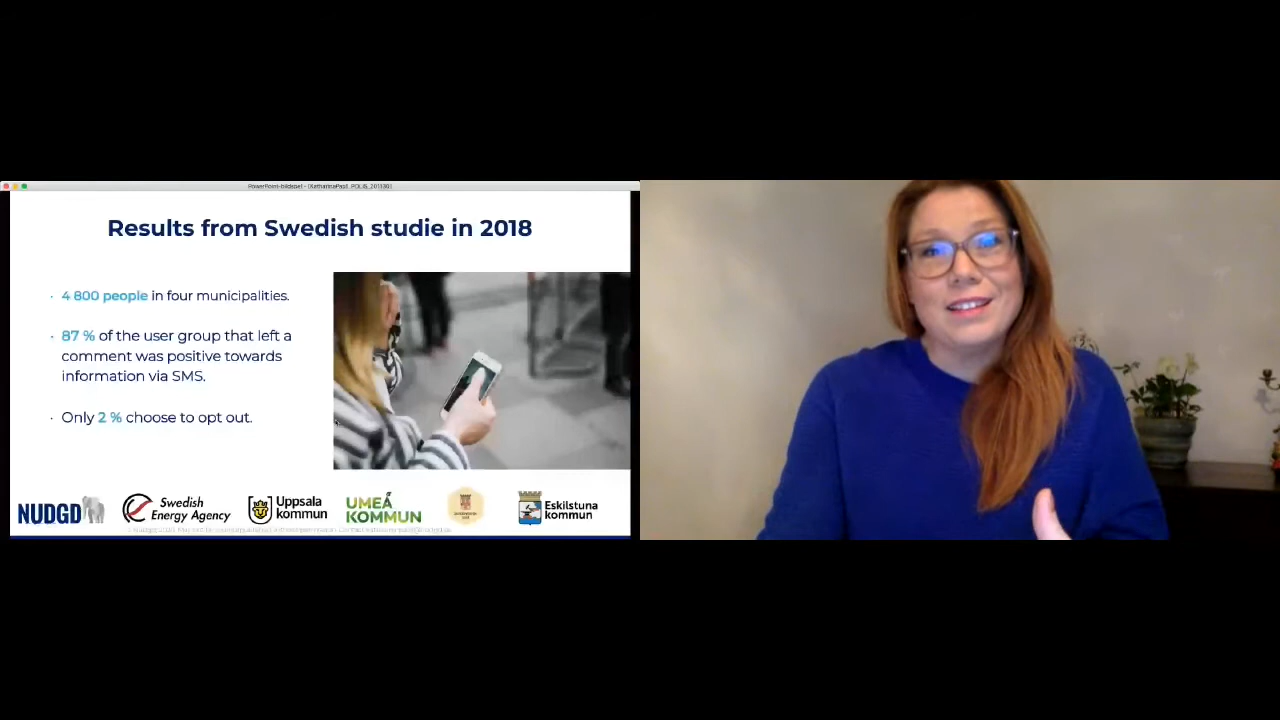 Results from Swedish studie in 2018
· 4 800 people in four municipalities.
· 87 % of the user group that left a
comment was positive towards
information via SMS.
· Only 2 % choose to opt out.
NUDGD
Swedish
Energy Agency
Uppsala
kommun
UMEÅ
KOMMUN
Eskilstuna
kommun